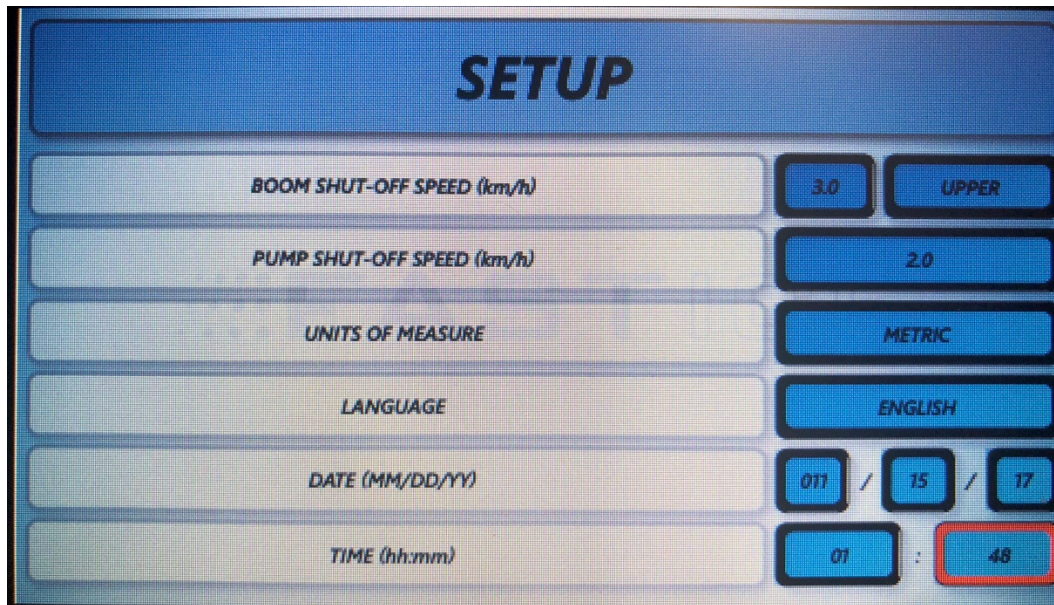 SETUP
BOOM SHUT-OFF SPEED (km/h) 3.0 UPPER
PUMP SHUT-OFF SPEED (km/h) 2.0
UNITS OF MEASURE METRIC
LANGUAGE ENGLISH
DATE (MM/DD/YY) 011 / 15 / 17
TIME (hh:mm) 01 : 48